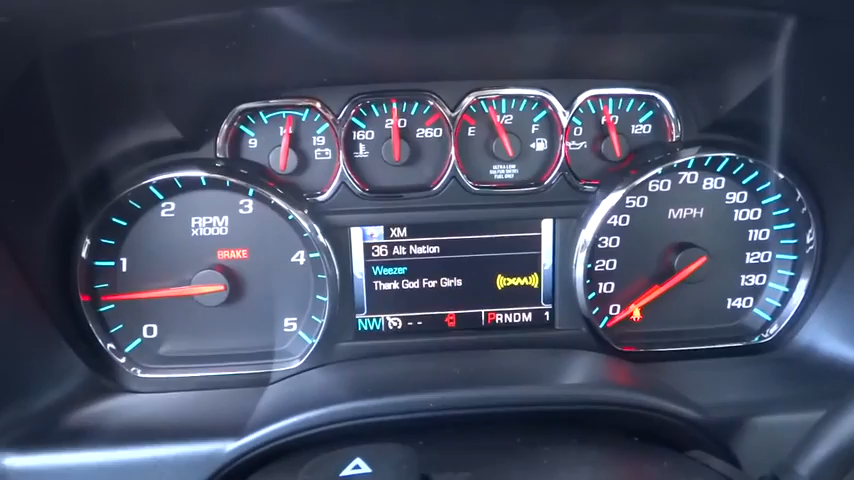 9 14 19
160 210 260
E 1/2 F
ULTRA LOW
SULFUR DIESEL
FUEL ONLY
0 60 120
RPM
x1000
BRAKE
0 1 2 3 4 5
XM
36 Alt Nation
Weezer
Thank God For Girls
((XM))
NW -- PRNDM 1
MPH
0 10 20 30 40 50 60 70 80 90 100 110 120 130 140